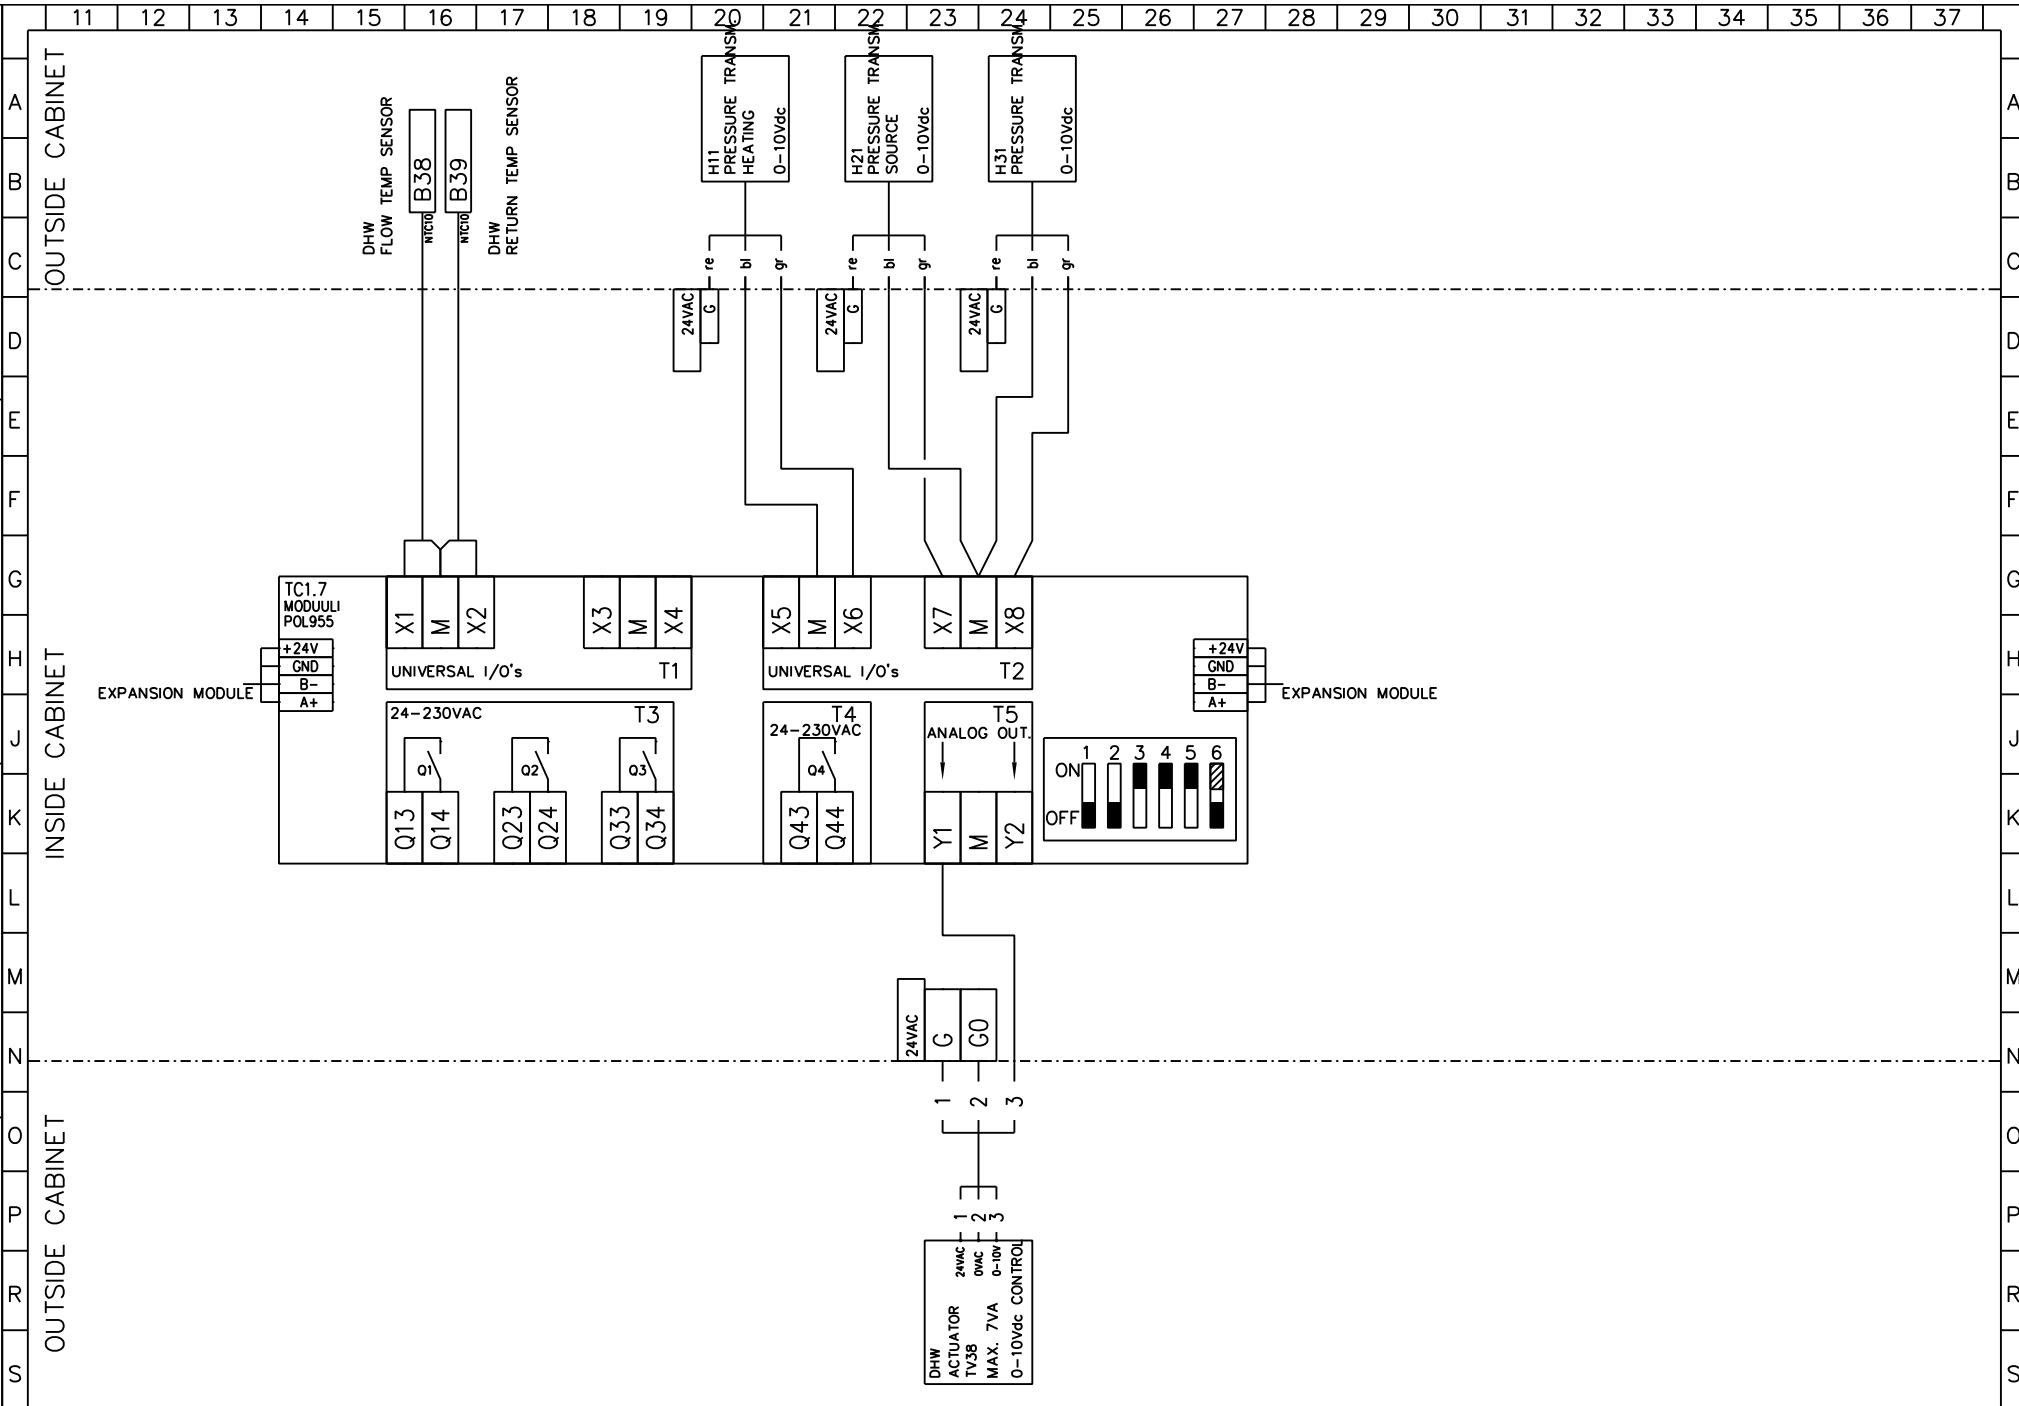 11 12 13 14 15 16 17 18 19 20 21 22 23 24 25 26 27 28 29 30 31 32 33 34 35 36 37
A
B
C
D
E
F
G
H
J
K
L
M
N
O
P
R
S
A
B
C
D
E
F
G
H
J
K
L
M
N
O
P
R
S
OUTSIDE CABINET
INSIDE CABINET
OUTSIDE CABINET
DHW
FLOW TEMP SENSOR
B38
NTC10
B39
NTC10
DHW
RETURN TEMP SENSOR
H11
PRESSURE TRANSM.
HEATING
0-10Vdc
H21
PRESSURE TRANSM
SOURCE
0-10Vdc
H31
PRESSURE TRANSM
0-10Vdc
re bl gr
re bl gr
re bl gr
24VAC G
24VAC G
24VAC G
TC1.7
MODUULI
POL955
X1 M X2
X3 M X4
X5 M X6
X7 M X8
UNIVERSAL I/O's T1
UNIVERSAL I/O's T2
+24V
GND
B-
A+
EXPANSION MODULE
+24V
GND
B-
A+
EXPANSION MODULE
24-230VAC T3
Q1 Q2 Q3
Q13 Q14 Q23 Q24 Q33 Q34
T4
24-230VAC
Q4
Q43 Q44
T5
ANALOG OUT.
Y1 M Y2
1 2 3 4 5 6
ON
OFF
24VAC G G0
1 2 3
1 2 3
24VAC
0VAC
0-10V
DHW
ACTUATOR
TV38
MAX. 7VA
0-10Vdc CONTROL